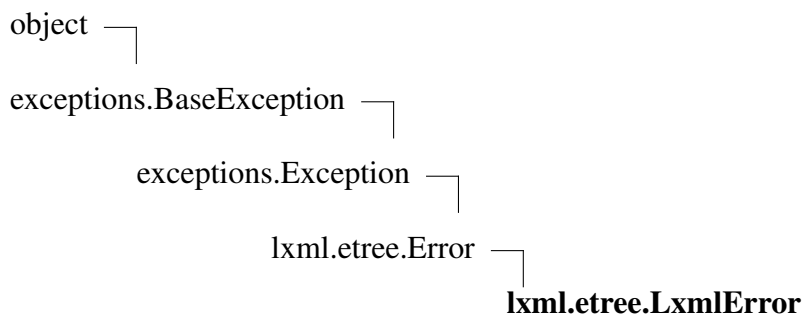 object
exceptions.BaseException
exceptions.Exception
lxml.etree.Error
lxml.etree.LxmlError